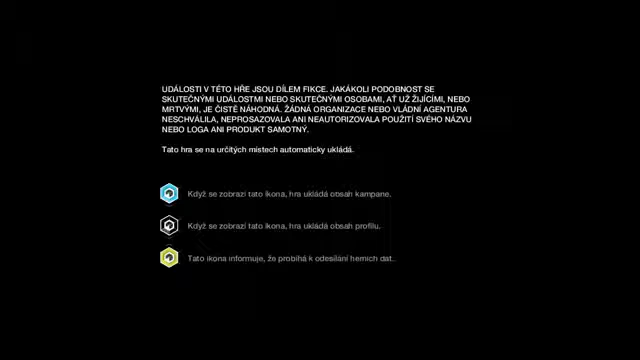 UDÁLOSTI V TÉTO HŘE JSOU DÍLEM FIKCE. JAKÁKOLI PODOBNOST SE
SKUTEČNÝMI UDÁLOSTMI NEBO SKUTEČNÝMI OSOBAMI, AŤ UŽ ŽIJÍCÍMI, NEBO
MRTVÝMI, JE ČISTĚ NÁHODNÁ. ŽÁDNÁ ORGANIZACE NEBO VLÁDNÍ AGENTURA
NESCHVÁLILA, NEPROSAZOVALA ANI NEAUTORIZOVALA POUŽITÍ SVÉHO NÁZVU
NEBO LOGA ANI PRODUKT SAMOTNÝ.
Tato hra se na určitých místech automaticky ukládá.
Když se zobrazí tato ikona, hra ukládá obsah kampane.
Když se zobrazí tato ikona, hra ukládá obsah profilu.
Tato ikona informuje, že probíhá k odesílání herních dat.